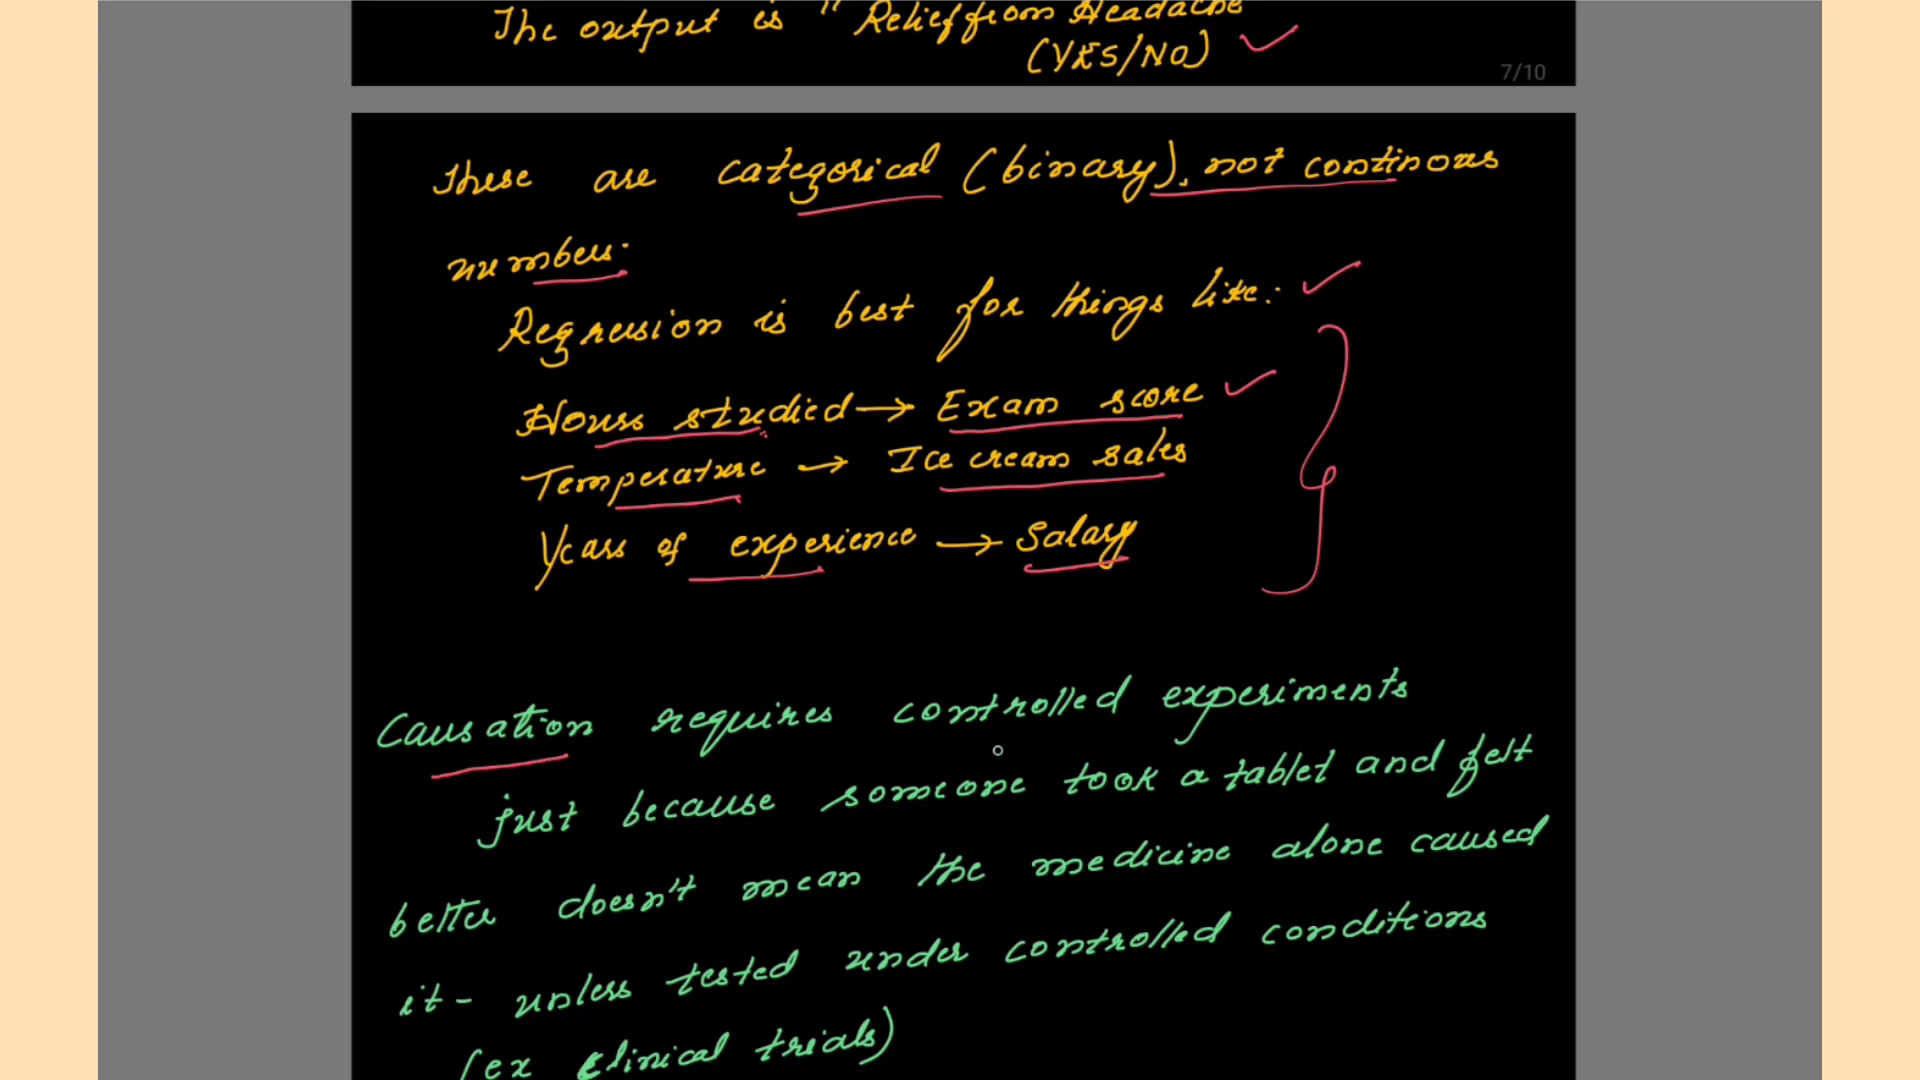 The output is "Relief from Headache
(YES/NO)
7/10
These are categorical (binary), not continous
numbers.
Regression is best for things like:
Hours studied → Exam score
Temperature → Ice cream sales
Years of experience → Salary
Causation requires controlled experiments
just because someone took a tablet and felt
better doesn't mean the medicine alone caused
it - unless tested under controlled conditions
(ex clinical trials)